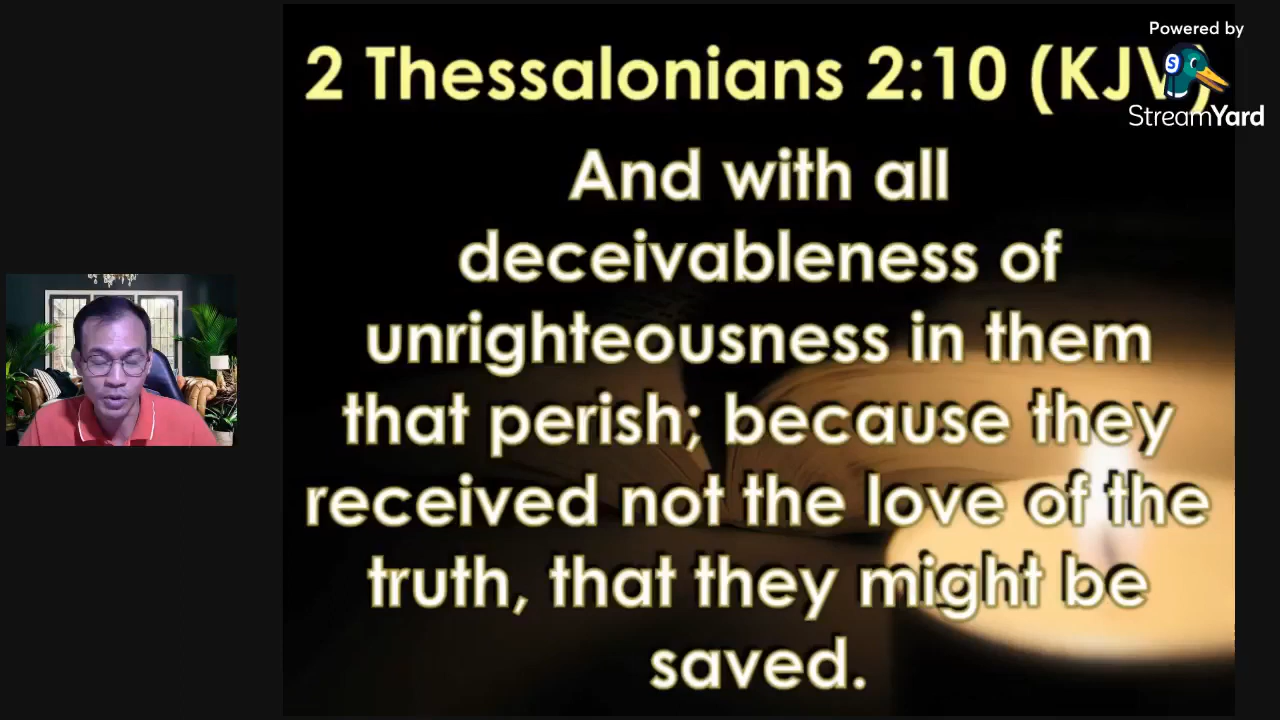 Powered by
StreamYard
2 Thessalonians 2:10 (KJV)
And with all
deceivableness of
unrighteousness in them
that perish; because they
received not the love of the
truth, that they might be
saved.